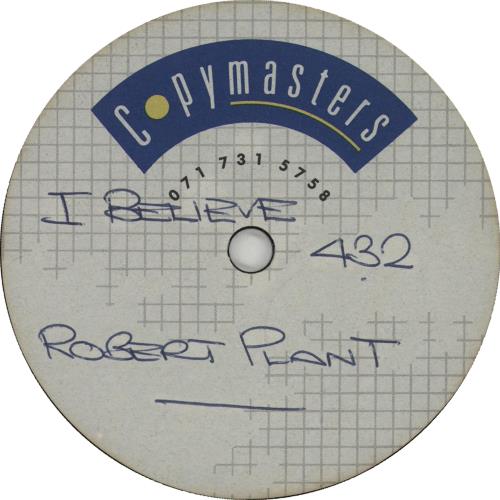 Copymasters
071 731 5758
I BELIEVE
432
ROBERT PLANT